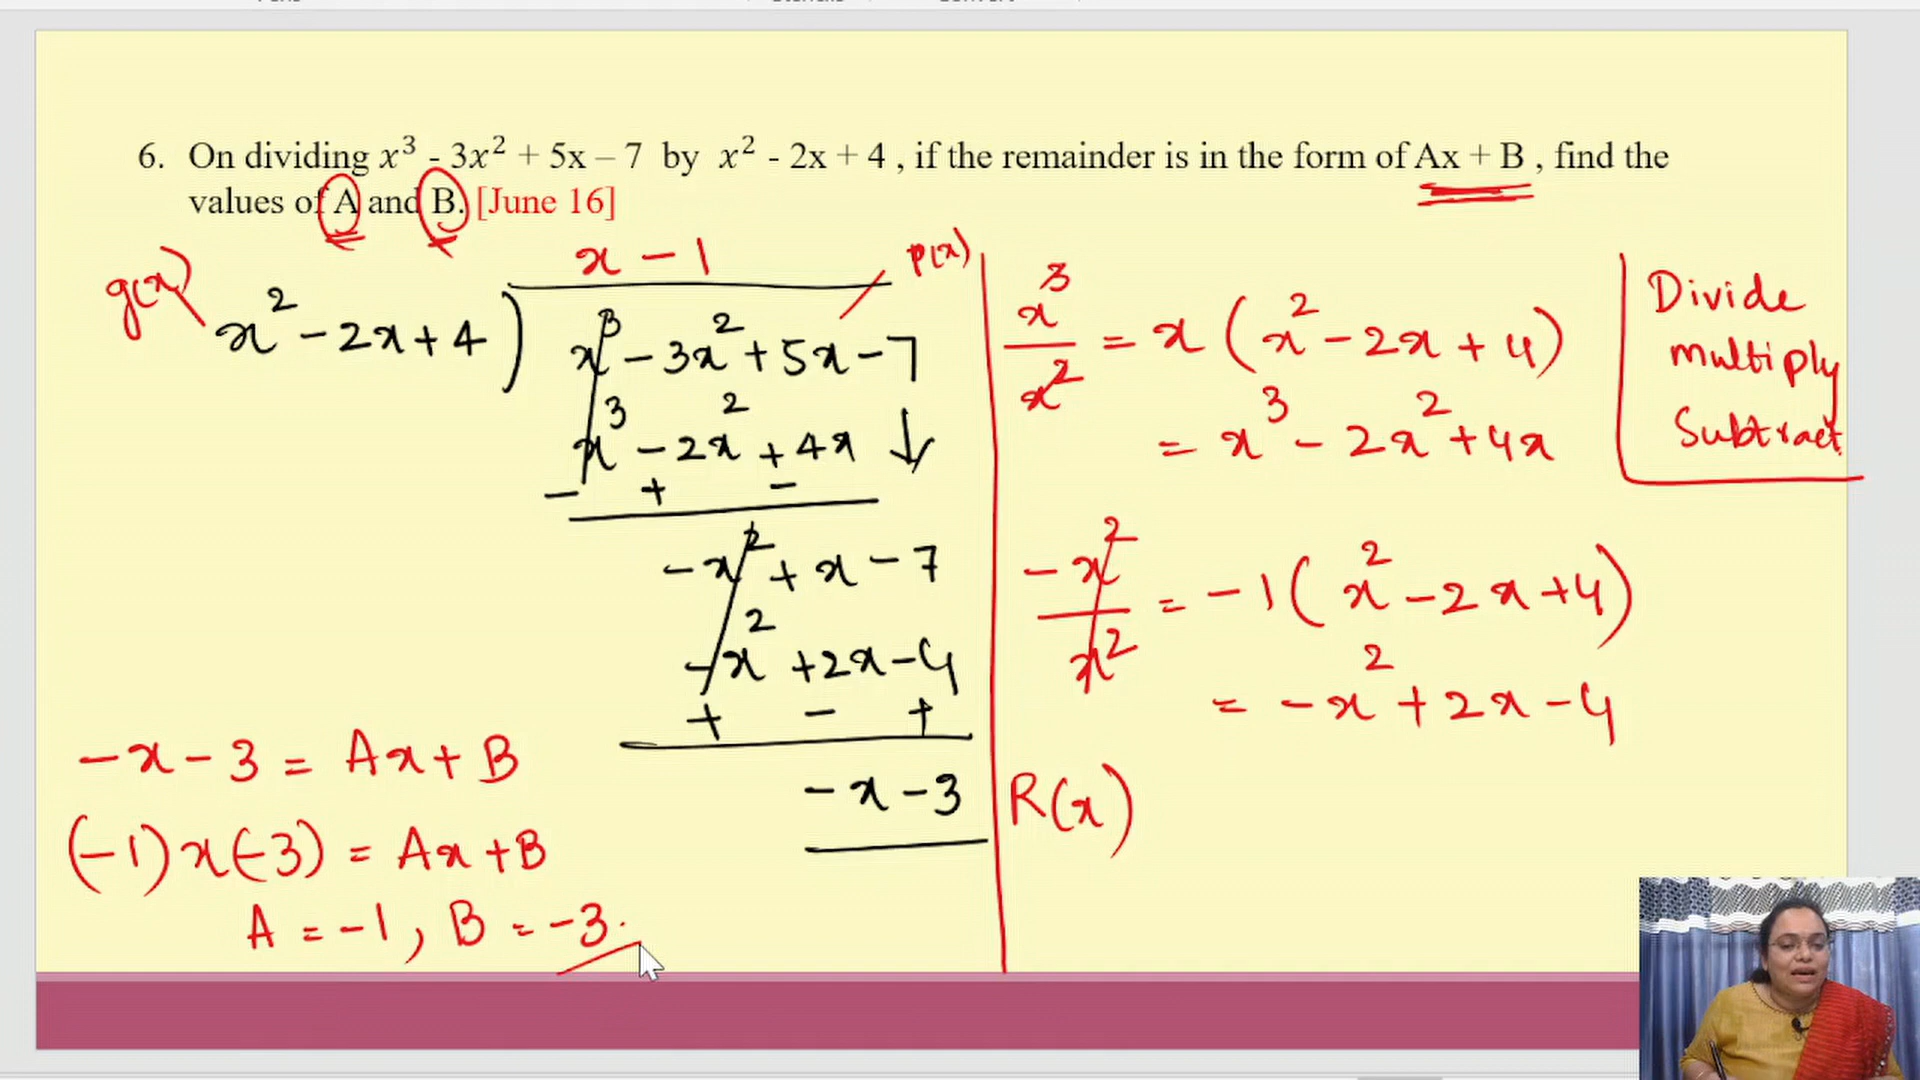 6. On dividing x³ - 3x² + 5x – 7 by x² - 2x + 4 , if the remainder is in the form of Ax + B , find the
values of A and B. [June 16]
x - 1
g(x)
p(x)
x² - 2x + 4 ) x³ - 3x² + 5x - 7
x³ - 2x² + 4x ↓
- + -
-x² + x - 7
-x² + 2x - 4
+ - +
-x - 3
R(x)
-x - 3 = Ax + B
(-1)x(-3) = Ax + B
A = -1, B = -3.
x³/x² = x(x² - 2x + 4)
= x³ - 2x² + 4x
-x²/x² = -1(x² - 2x + 4)
= -x² + 2x - 4
Divide
multiply
Subtract